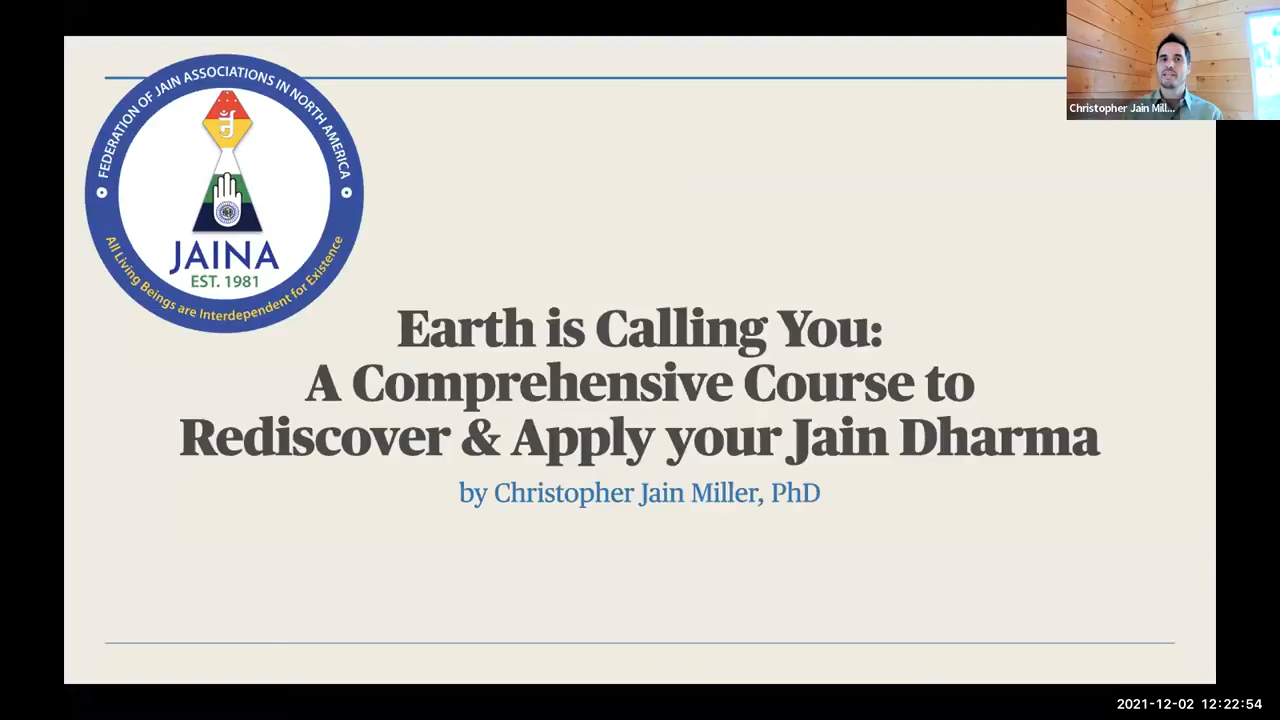 FEDERATION OF JAIN ASSOCIATIONS IN NORTH AMERICA
JAINA
EST. 1981
All Living Beings are Interdependent for Existence
Christopher Jain Mill...
Earth is Calling You:
A Comprehensive Course to
Rediscover & Apply your Jain Dharma
by Christopher Jain Miller, PhD
2021-12-02 12:22:54